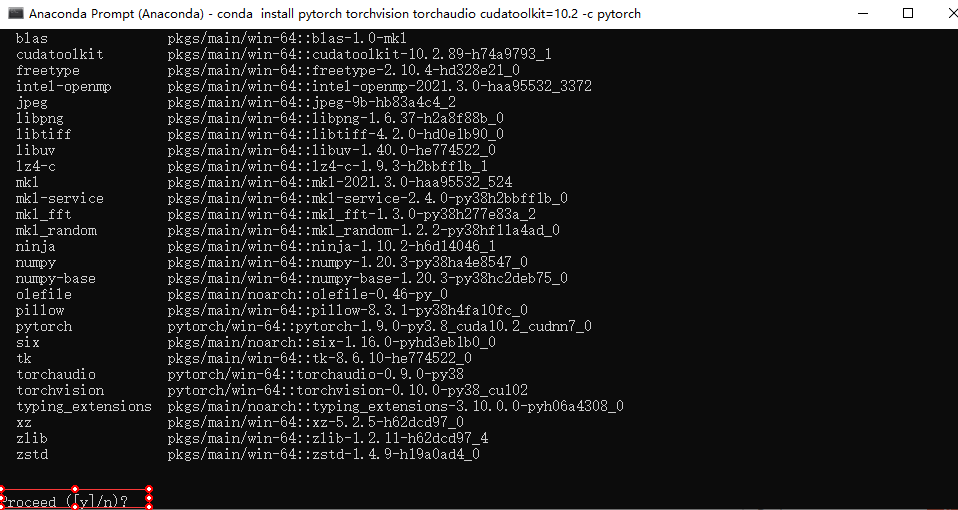 Anaconda Prompt (Anaconda) - conda  install pytorch torchvision torchaudio cudatoolkit=10.2 -c pytorch
blas pkgs/main/win-64::blas-1.0-mkl
cudatoolkit pkgs/main/win-64::cudatoolkit-10.2.89-h74a9793_1
freetype pkgs/main/win-64::freetype-2.10.4-hd328e21_0
intel-openmp pkgs/main/win-64::intel-openmp-2021.3.0-haa95532_3372
jpeg pkgs/main/win-64::jpeg-9b-hb83a4c4_2
libpng pkgs/main/win-64::libpng-1.6.37-h2a8f88b_0
libtiff pkgs/main/win-64::libtiff-4.2.0-hd0e1b90_0
libuv pkgs/main/win-64::libuv-1.40.0-he774522_0
lz4-c pkgs/main/win-64::lz4-c-1.9.3-h2bbff1b_1
mkl pkgs/main/win-64::mkl-2021.3.0-haa95532_524
mkl-service pkgs/main/win-64::mkl-service-2.4.0-py38h2bbff1b_0
mkl_fft pkgs/main/win-64::mkl_fft-1.3.0-py38h277e83a_2
mkl_random pkgs/main/win-64::mkl_random-1.2.2-py38hf11a4ad_0
ninja pkgs/main/win-64::ninja-1.10.2-h6d14046_1
numpy pkgs/main/win-64::numpy-1.20.3-py38ha4e8547_0
numpy-base pkgs/main/win-64::numpy-base-1.20.3-py38hc2deb75_0
olefile pkgs/main/noarch::olefile-0.46-py_0
pillow pkgs/main/win-64::pillow-8.3.1-py38h4fa10fc_0
pytorch pytorch/win-64::pytorch-1.9.0-py3.8_cuda10.2_cudnn7_0
six pkgs/main/noarch::six-1.16.0-pyhd3eb1b0_0
tk pkgs/main/win-64::tk-8.6.10-he774522_0
torchaudio pytorch/win-64::torchaudio-0.9.0-py38
torchvision pytorch/win-64::torchvision-0.10.0-py38_cu102
typing_extensions pkgs/main/noarch::typing_extensions-3.10.0.0-pyh06a4308_0
xz pkgs/main/win-64::xz-5.2.5-h62dcd97_0
zlib pkgs/main/win-64::zlib-1.2.11-h62dcd97_4
zstd pkgs/main/win-64::zstd-1.4.9-h19a0ad4_0
Proceed ([y]/n)?